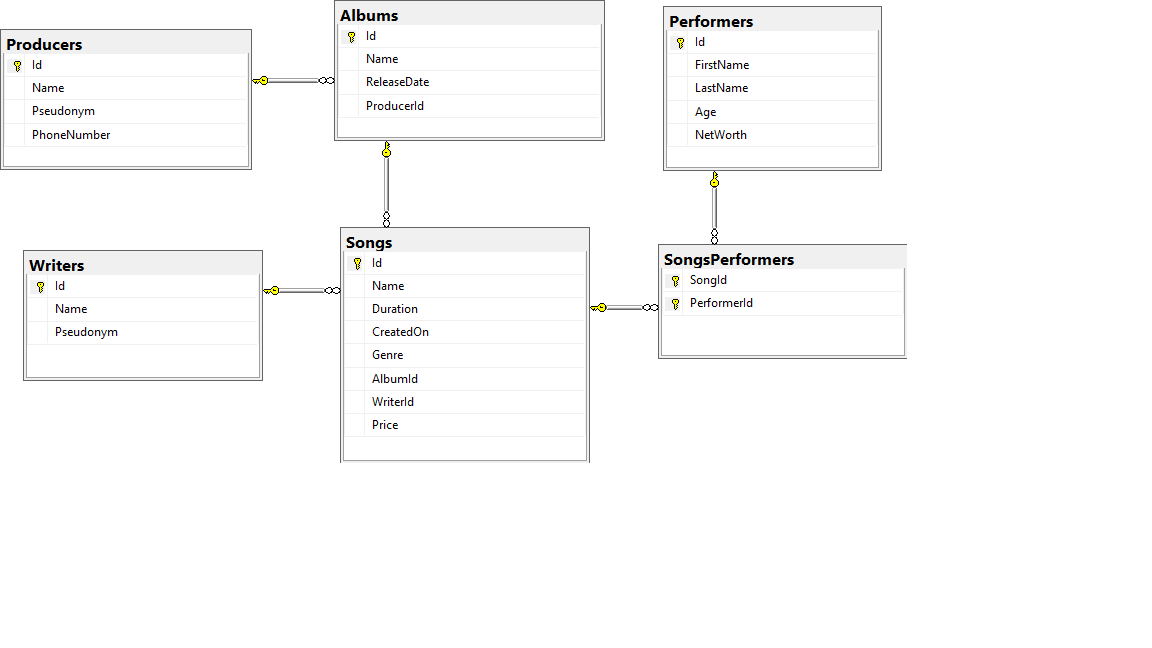 Producers
Id
Name
Pseudonym
PhoneNumber
Albums
Id
Name
ReleaseDate
ProducerId
Performers
Id
FirstName
LastName
Age
NetWorth
Writers
Id
Name
Pseudonym
Songs
Id
Name
Duration
CreatedOn
Genre
AlbumId
WriterId
Price
SongsPerformers
SongId
PerformerId